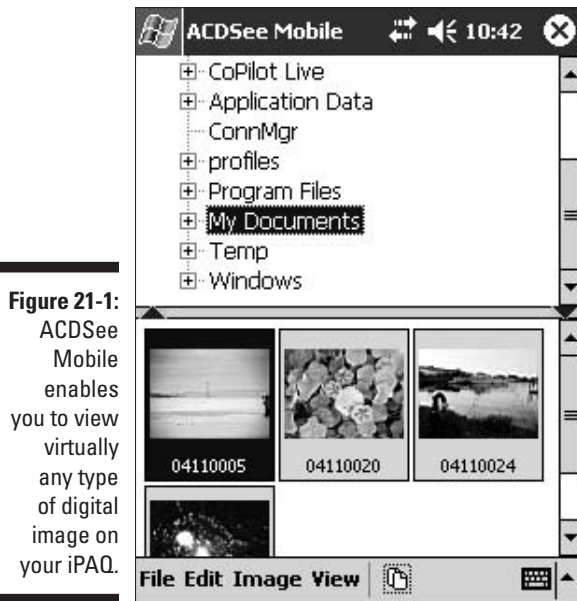 ACDSee Mobile 10:42
CoPilot Live
Application Data
ConnMgr
profiles
Program Files
My Documents
Temp
Windows
Figure 21-1:
ACDSee
Mobile
enables
you to view
virtually
any type
of digital
image on
your iPAQ.
04110005 04110020 04110024
File Edit Image View